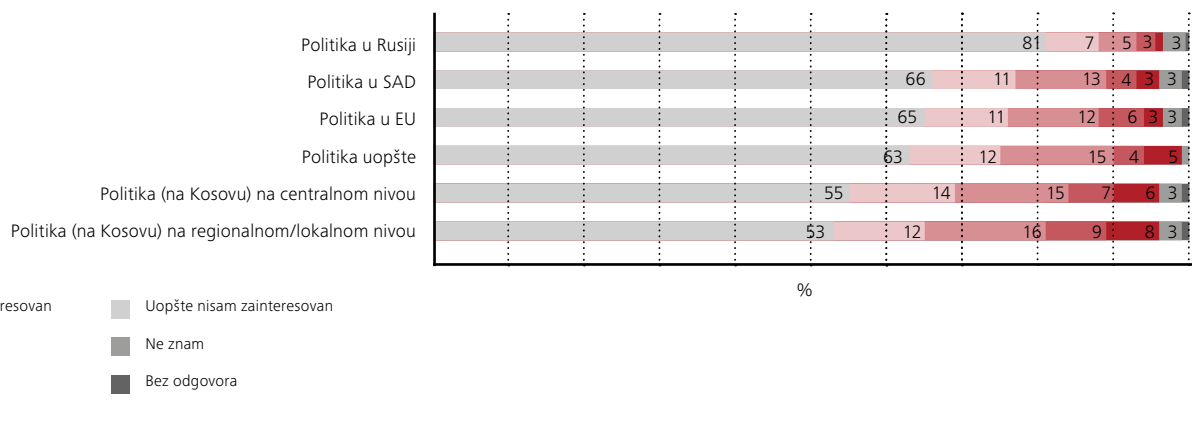 Politika u Rusiji 81 7 5 3 3
Politika u SAD 66 11 13 4 3 3
Politika u EU 65 11 12 6 3 3
Politika uopšte 63 12 15 4 5
Politika (na Kosovu) na centralnom nivou 55 14 15 7 6 3
Politika (na Kosovu) na regionalnom/lokalnom nivou 53 12 16 9 8 3
%
resovan Uopšte nisam zainteresovan
Ne znam
Bez odgovora